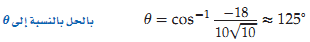 θ = cos⁻¹ −18 / 10√10 ≈ 125° بالحل بالنسبة إلى θ